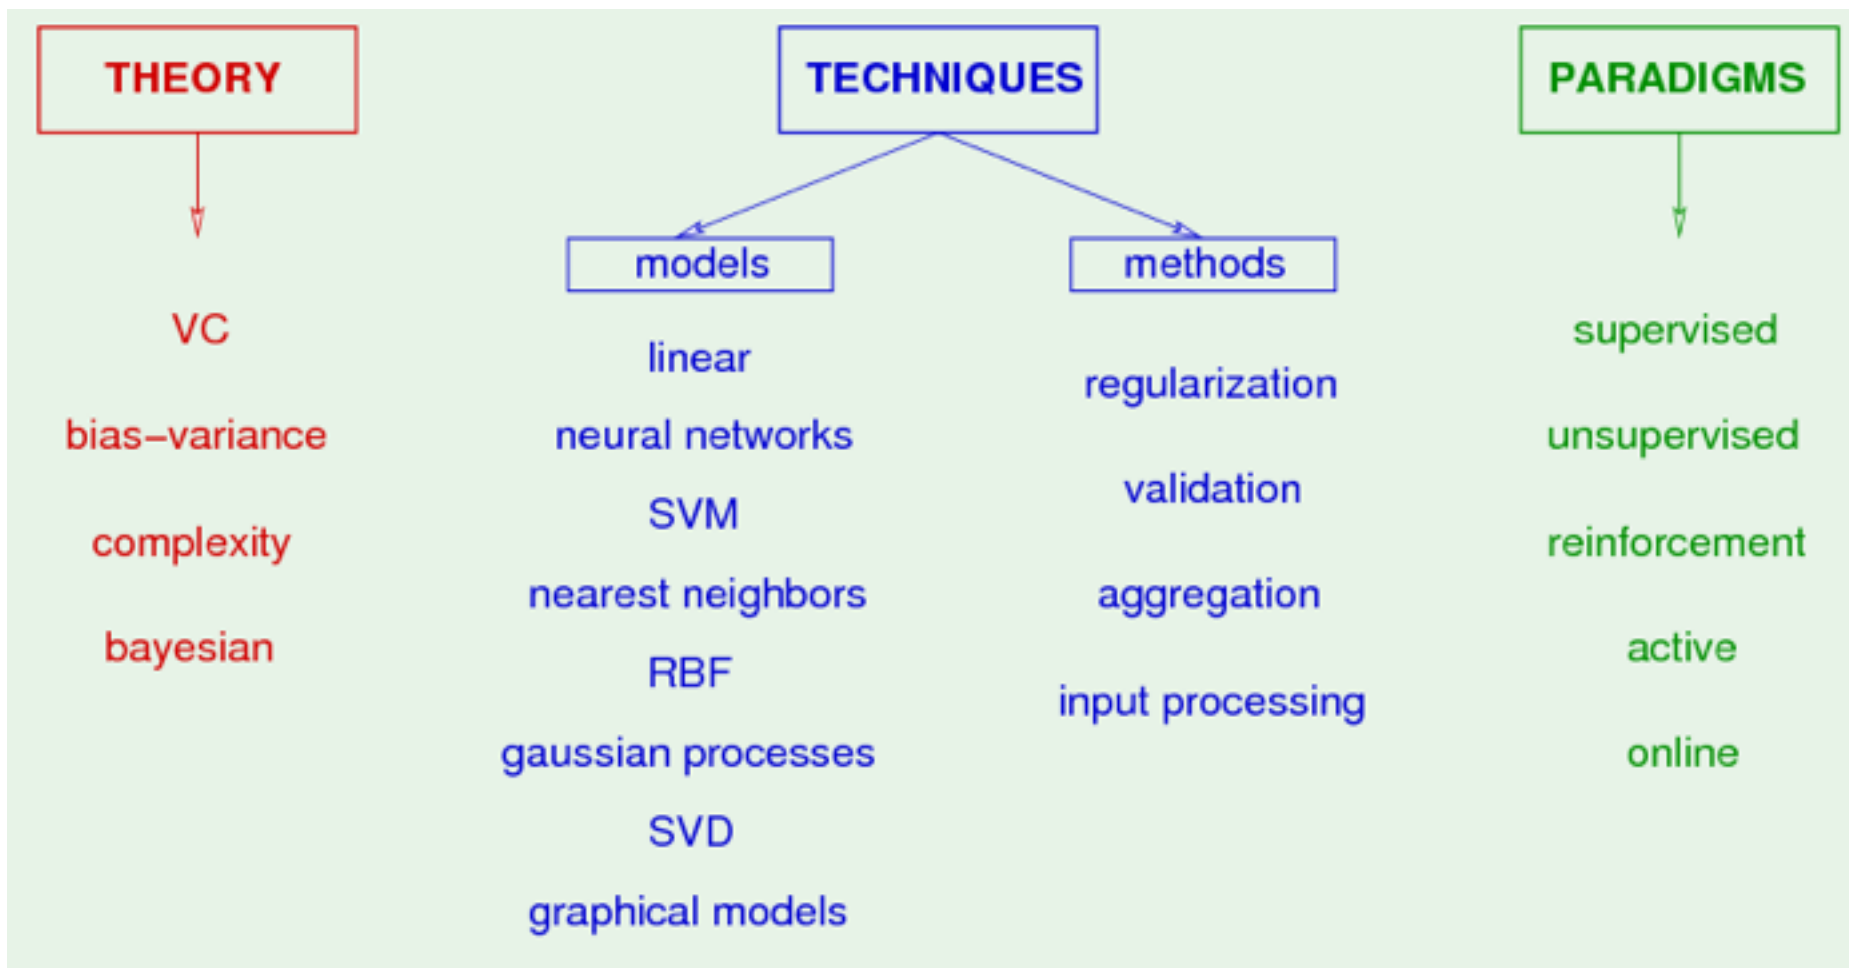 THEORY
TECHNIQUES
PARADIGMS
VC
bias−variance
complexity
bayesian
models
linear
neural networks
SVM
nearest neighbors
RBF
gaussian processes
SVD
graphical models
methods
regularization
validation
aggregation
input processing
supervised
unsupervised
reinforcement
active
online